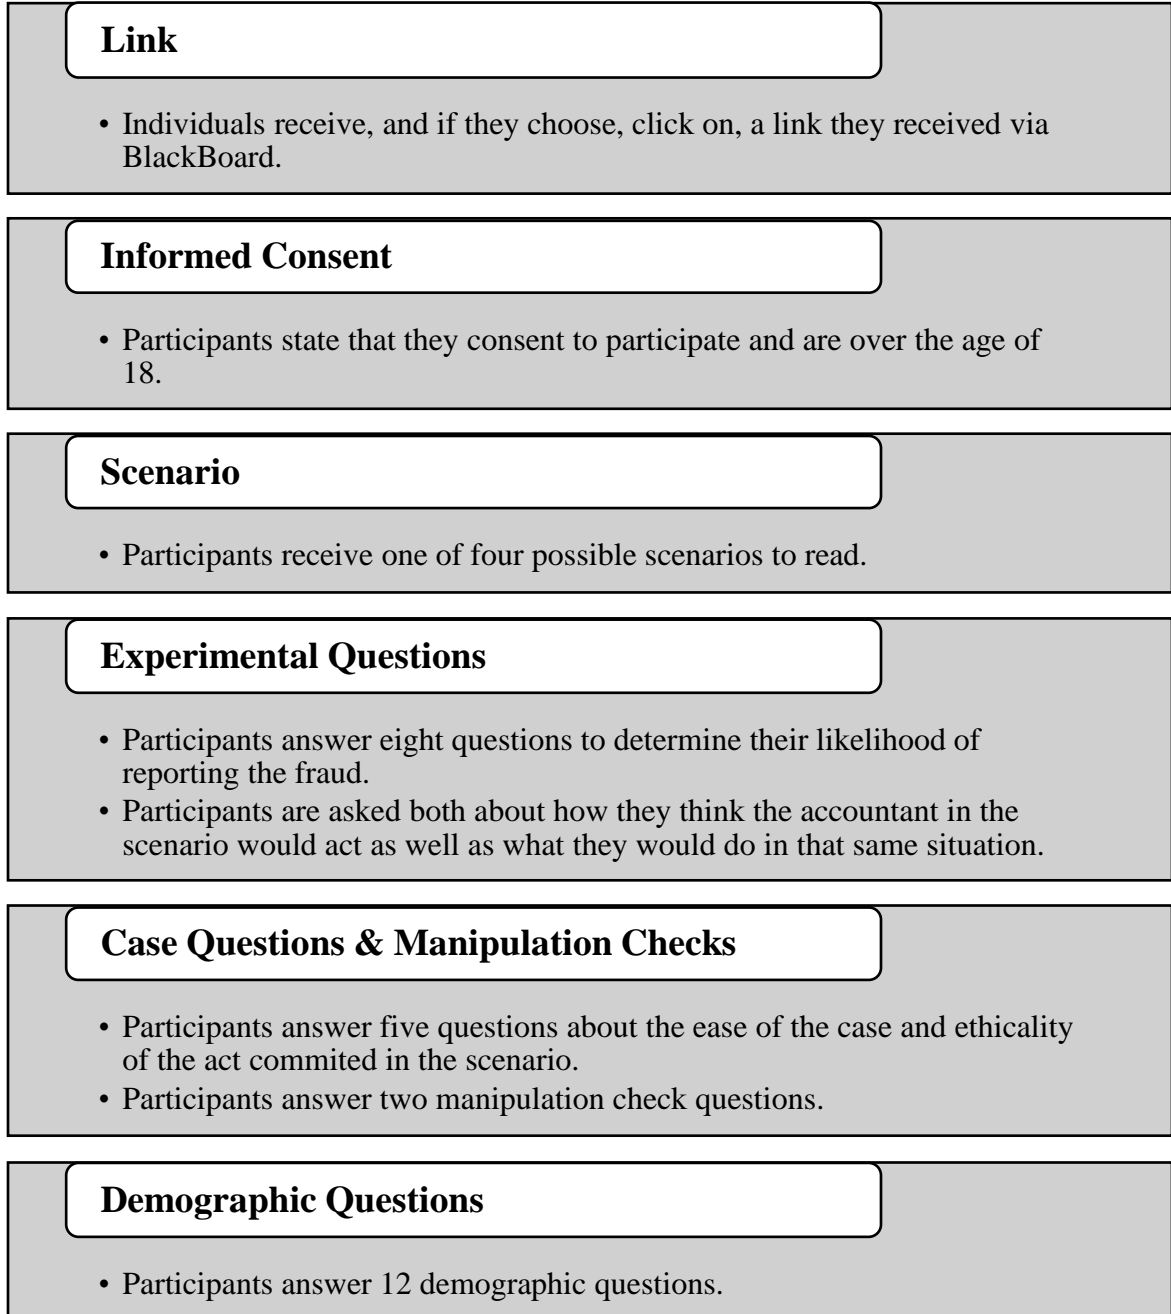 Link
• Individuals receive, and if they choose, click on, a link they received via
BlackBoard.
Informed Consent
• Participants state that they consent to participate and are over the age of
18.
Scenario
• Participants receive one of four possible scenarios to read.
Experimental Questions
• Participants answer eight questions to determine their likelihood of
reporting the fraud.
• Participants are asked both about how they think the accountant in the
scenario would act as well as what they would do in that same situation.
Case Questions & Manipulation Checks
• Participants answer five questions about the ease of the case and ethicality
of the act commited in the scenario.
• Participants answer two manipulation check questions.
Demographic Questions
• Participants answer 12 demographic questions.